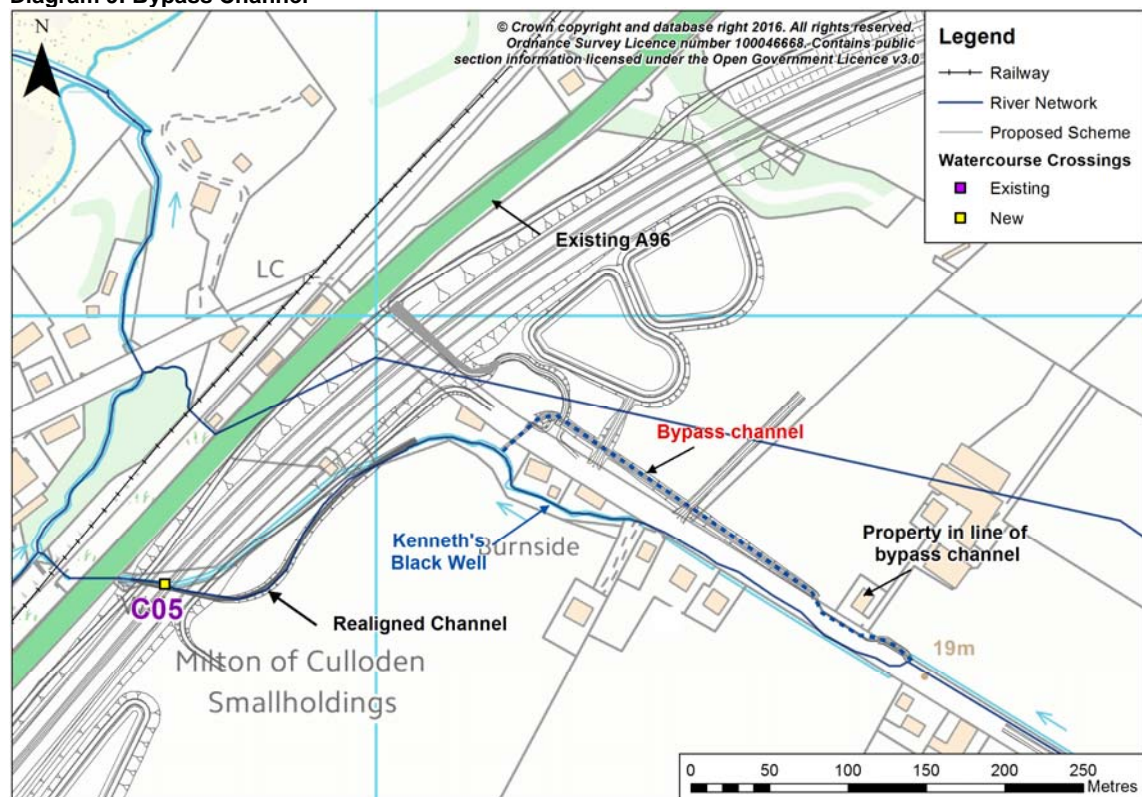 Diagram 9: Bypass Channel
N
© Crown copyright and database right 2016. All rights reserved.
Ordnance Survey Licence number 100046668. Contains public
section information licensed under the Open Government Licence v3.0
Legend
Railway
River Network
Proposed Scheme
Watercourse Crossings
Existing
New
Existing A96
LC
Bypass channel
Kenneth's
Black Well
Burnside
Property in line of
bypass channel
C05
Realigned Channel
19m
Milton of Culloden
Smallholdings
0 50 100 150 200 250
Metres